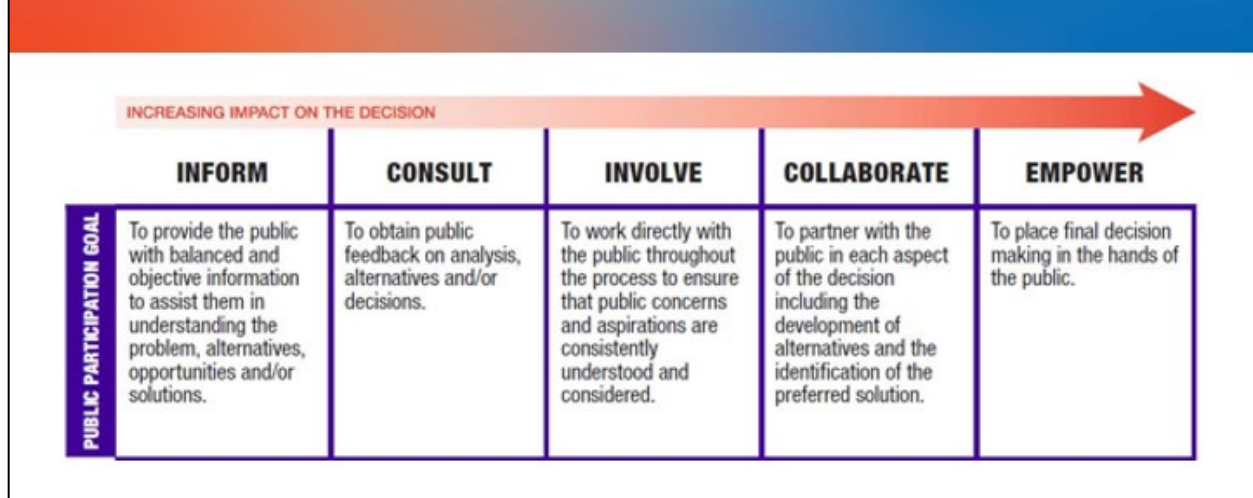 INCREASING IMPACT ON THE DECISION
INFORM
CONSULT
INVOLVE
COLLABORATE
EMPOWER
PUBLIC PARTICIPATION GOAL
To provide the public
with balanced and
objective information
to assist them in
understanding the
problem, alternatives,
opportunities and/or
solutions.
To obtain public
feedback on analysis,
alternatives and/or
decisions.
To work directly with
the public throughout
the process to ensure
that public concerns
and aspirations are
consistently
understood and
considered.
To partner with the
public in each aspect
of the decision
including the
development of
alternatives and the
identification of the
preferred solution.
To place final decision
making in the hands of
the public.